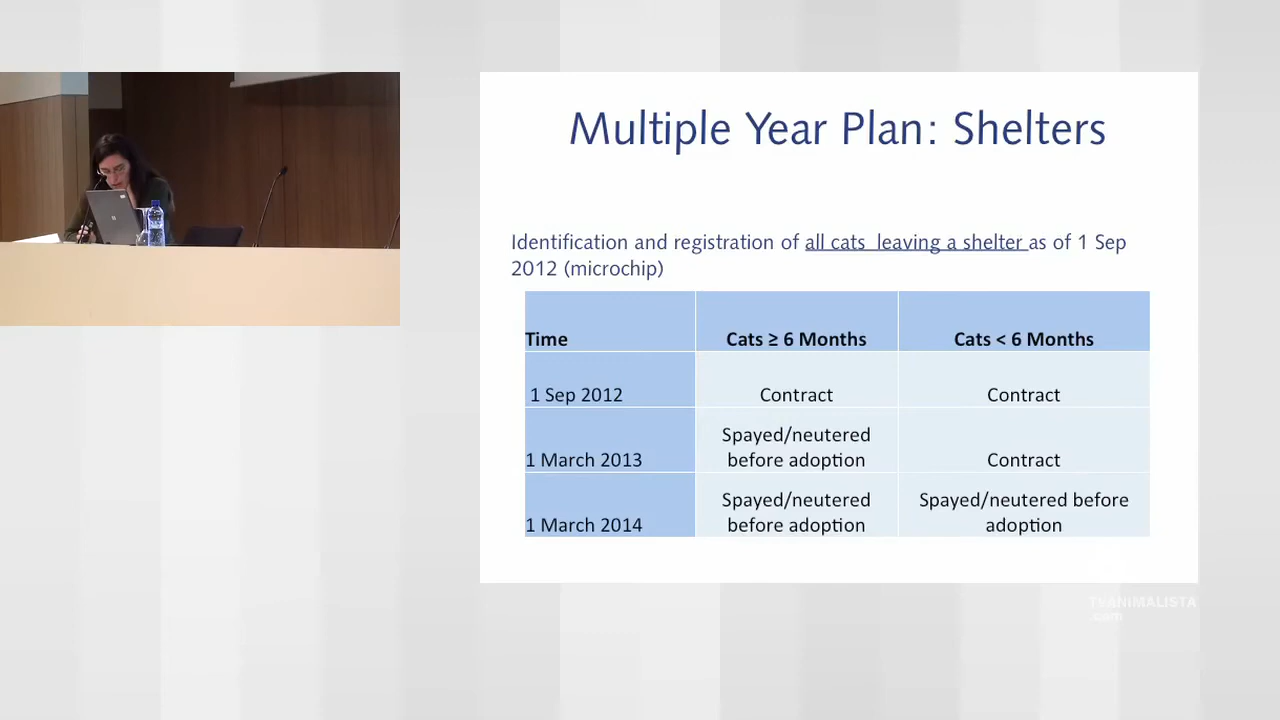 Multiple Year Plan: Shelters
Identification and registration of all cats leaving a shelter as of 1 Sep
2012 (microchip)
Time Cats ≥ 6 Months Cats < 6 Months
1 Sep 2012 Contract Contract
Spayed/neutered
before adoption
1 March 2013 Contract
Spayed/neutered
before adoption
Spayed/neutered before
adoption
1 March 2014
TVANIMALISTA
.com